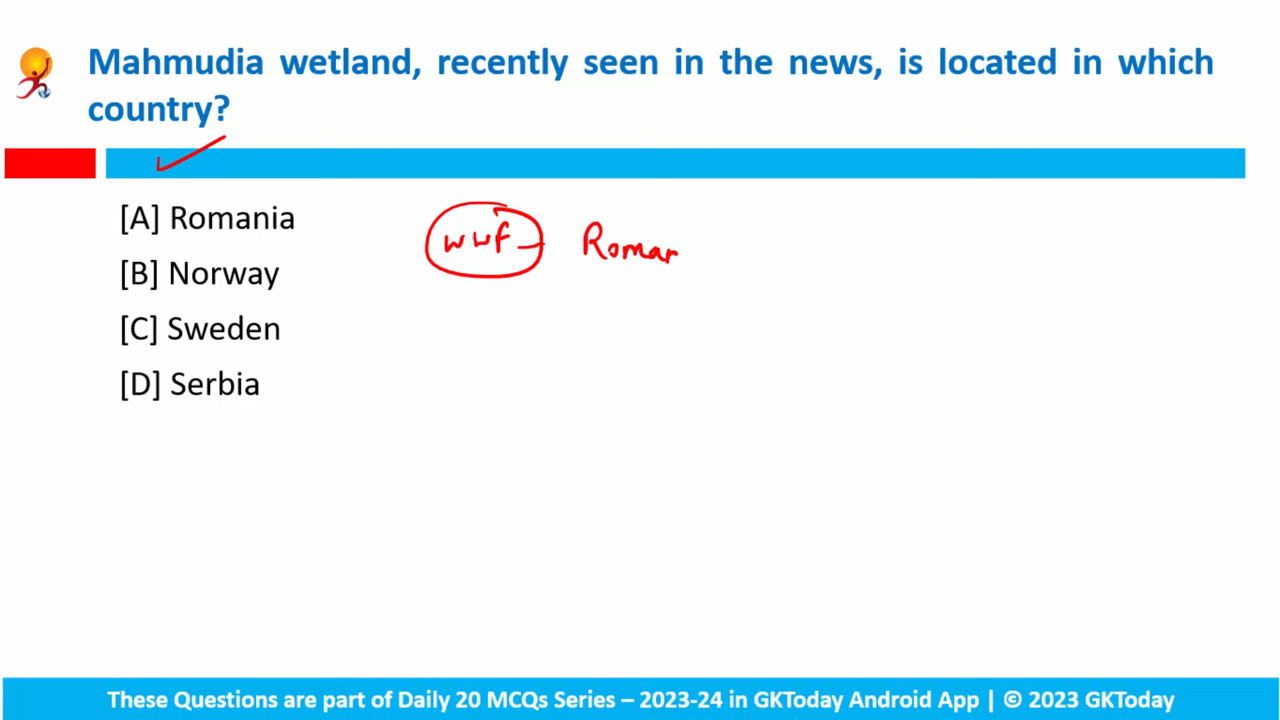 Mahmudia wetland, recently seen in the news, is located in which
country?
[A] Romania
[B] Norway
[C] Sweden
[D] Serbia
wwf – Roman
These Questions are part of Daily 20 MCQs Series – 2023-24 in GKToday Android App | © 2023 GKToday